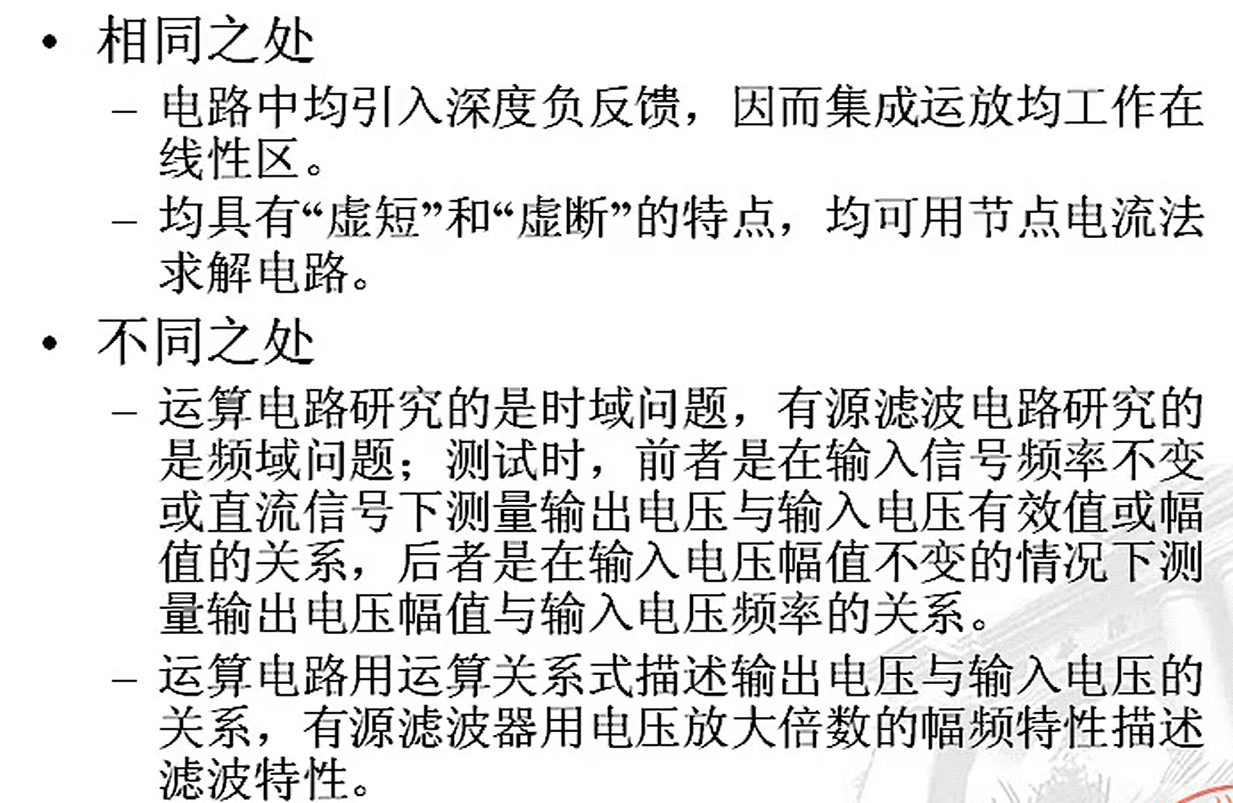 • 相同之处
– 电路中均引入深度负反馈，因而集成运放均工作在
线性区。
– 均具有“虚短”和“虚断”的特点，均可用节点电流法
求解电路。
• 不同之处
– 运算电路研究的是时域问题，有源滤波电路研究的
是频域问题；测试时，前者是在输入信号频率不变
或直流信号下测量输出电压与输入电压有效值或幅
值的关系，后者是在输入电压幅值不变的情况下测
量输出电压幅值与输入电压频率的关系。
– 运算电路用运算关系式描述输出电压与输入电压的
关系，有源滤波器用电压放大倍数的幅频特性描述
滤波特性。